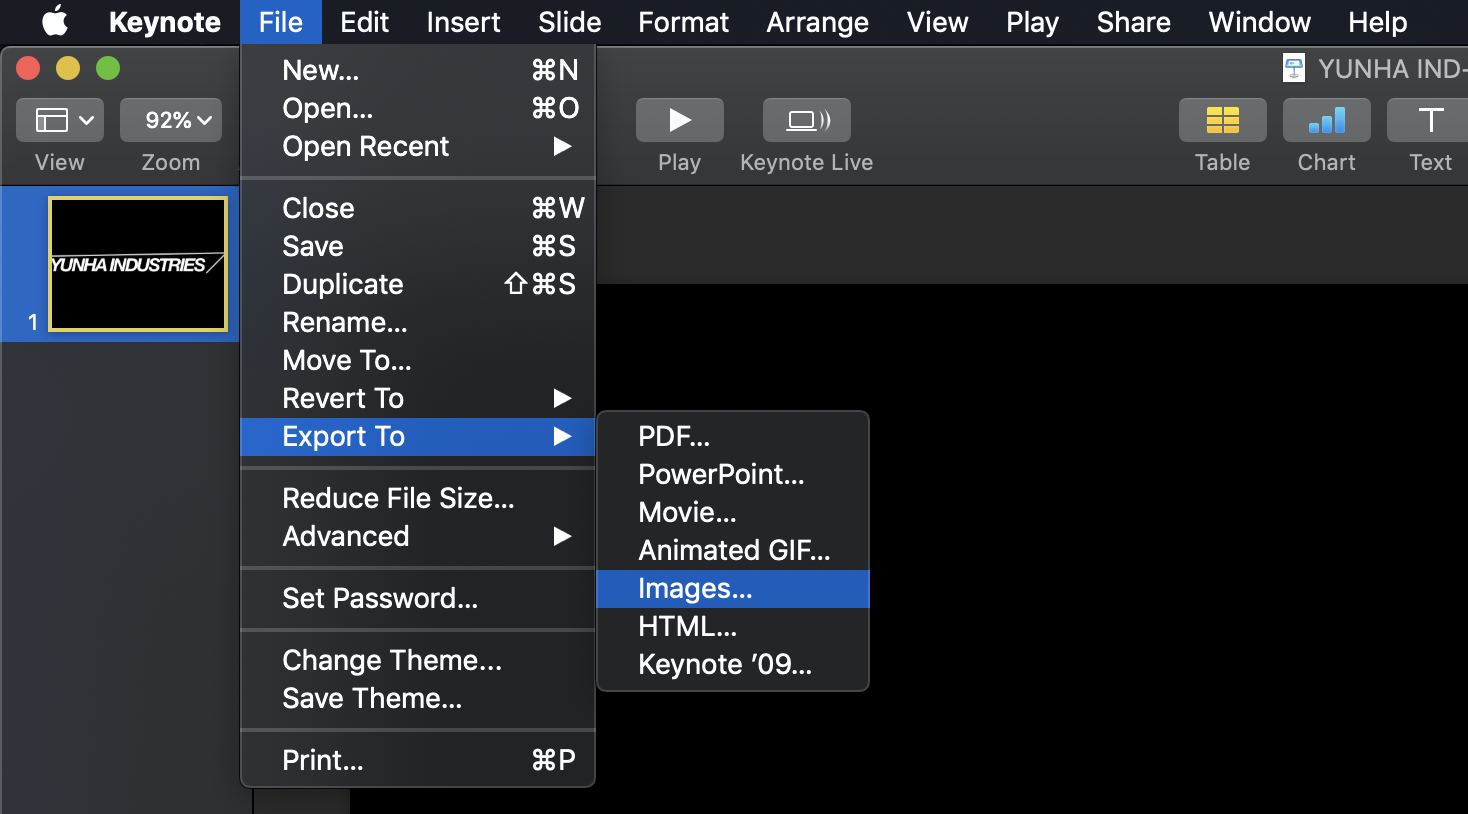 Keynote File Edit Insert Slide Format Arrange View Play Share Window Help
YUNHA IND-
92%
View Zoom Play Keynote Live Table Chart Text
New... ⌘N
Open... ⌘O
Open Recent ▶
Close ⌘W
Save ⌘S
Duplicate ⇧⌘S
Rename...
Move To...
Revert To ▶
Export To ▶
Reduce File Size...
Advanced ▶
Set Password...
Change Theme...
Save Theme...
Print... ⌘P
PDF...
PowerPoint...
Movie...
Animated GIF...
Images...
HTML...
Keynote ’09...
YUNHA INDUSTRIES
1